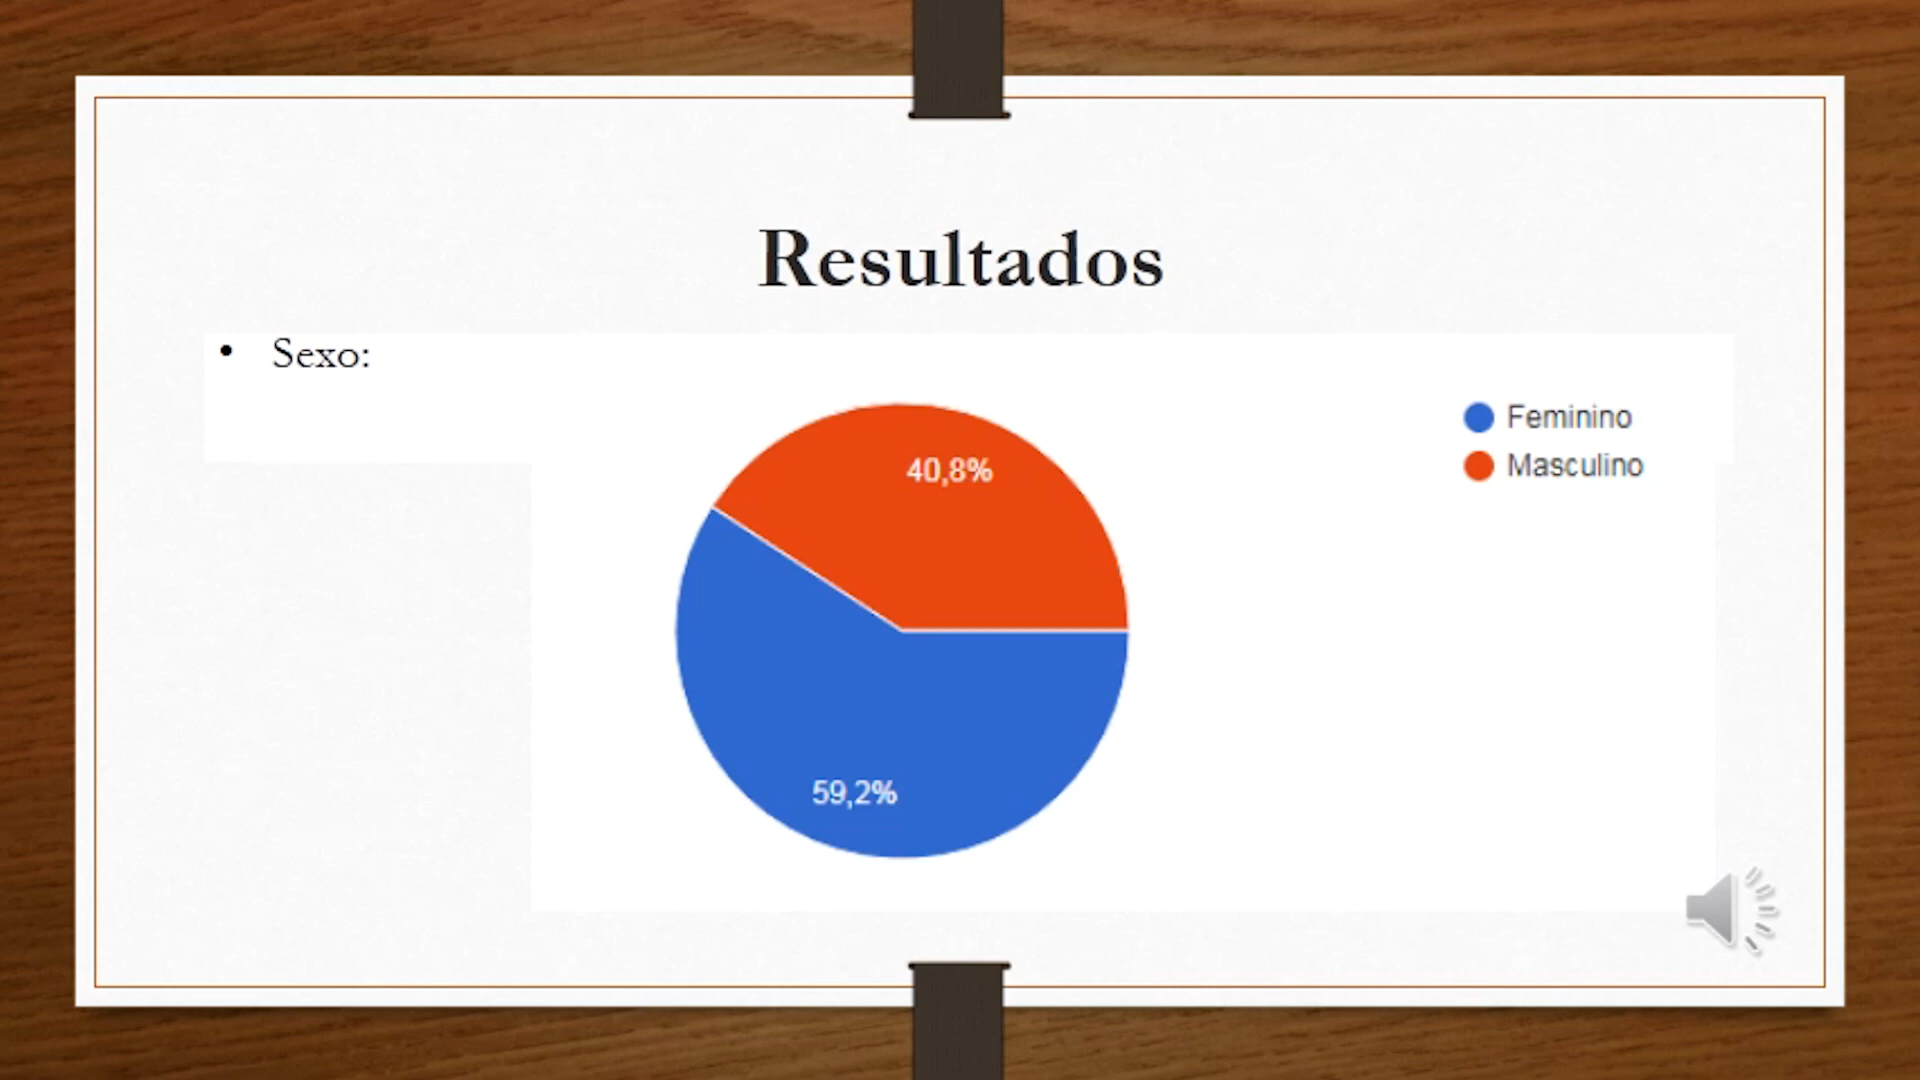 Resultados
• Sexo:
Feminino
Masculino
40,8%
59,2%